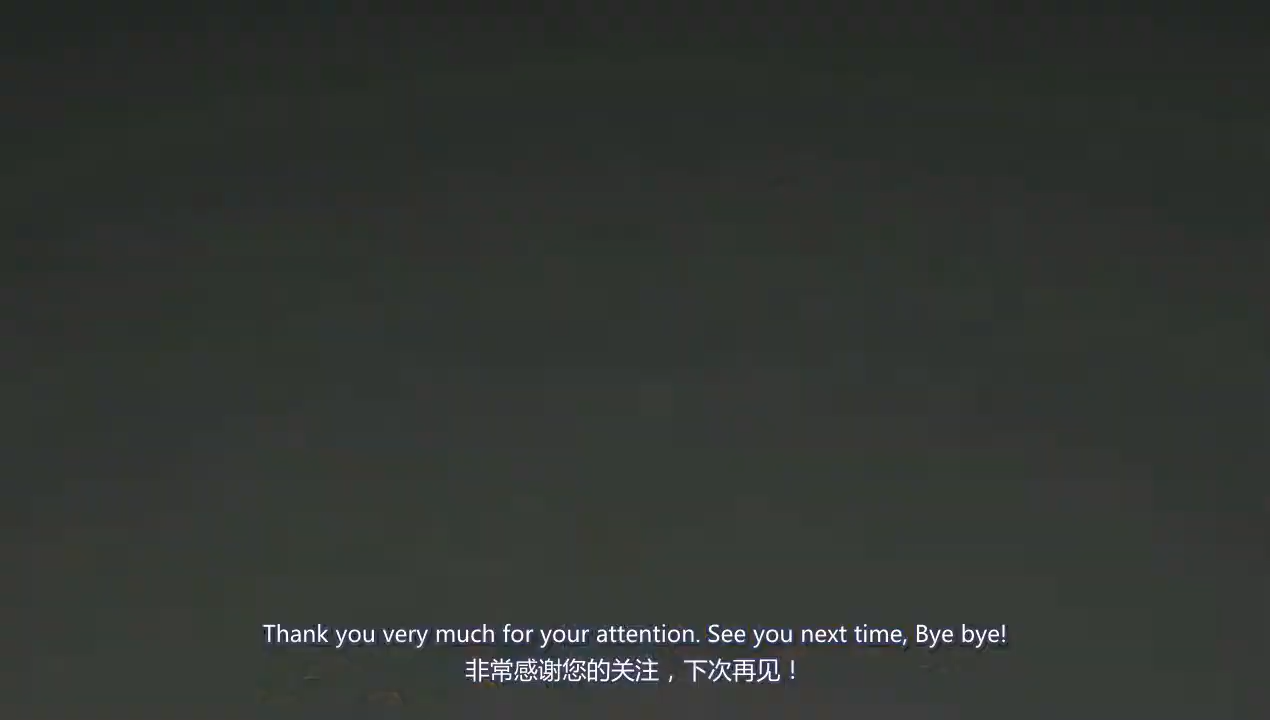 Thank you very much for your attention. See you next time, Bye bye!
非常感谢您的关注，下次再见！